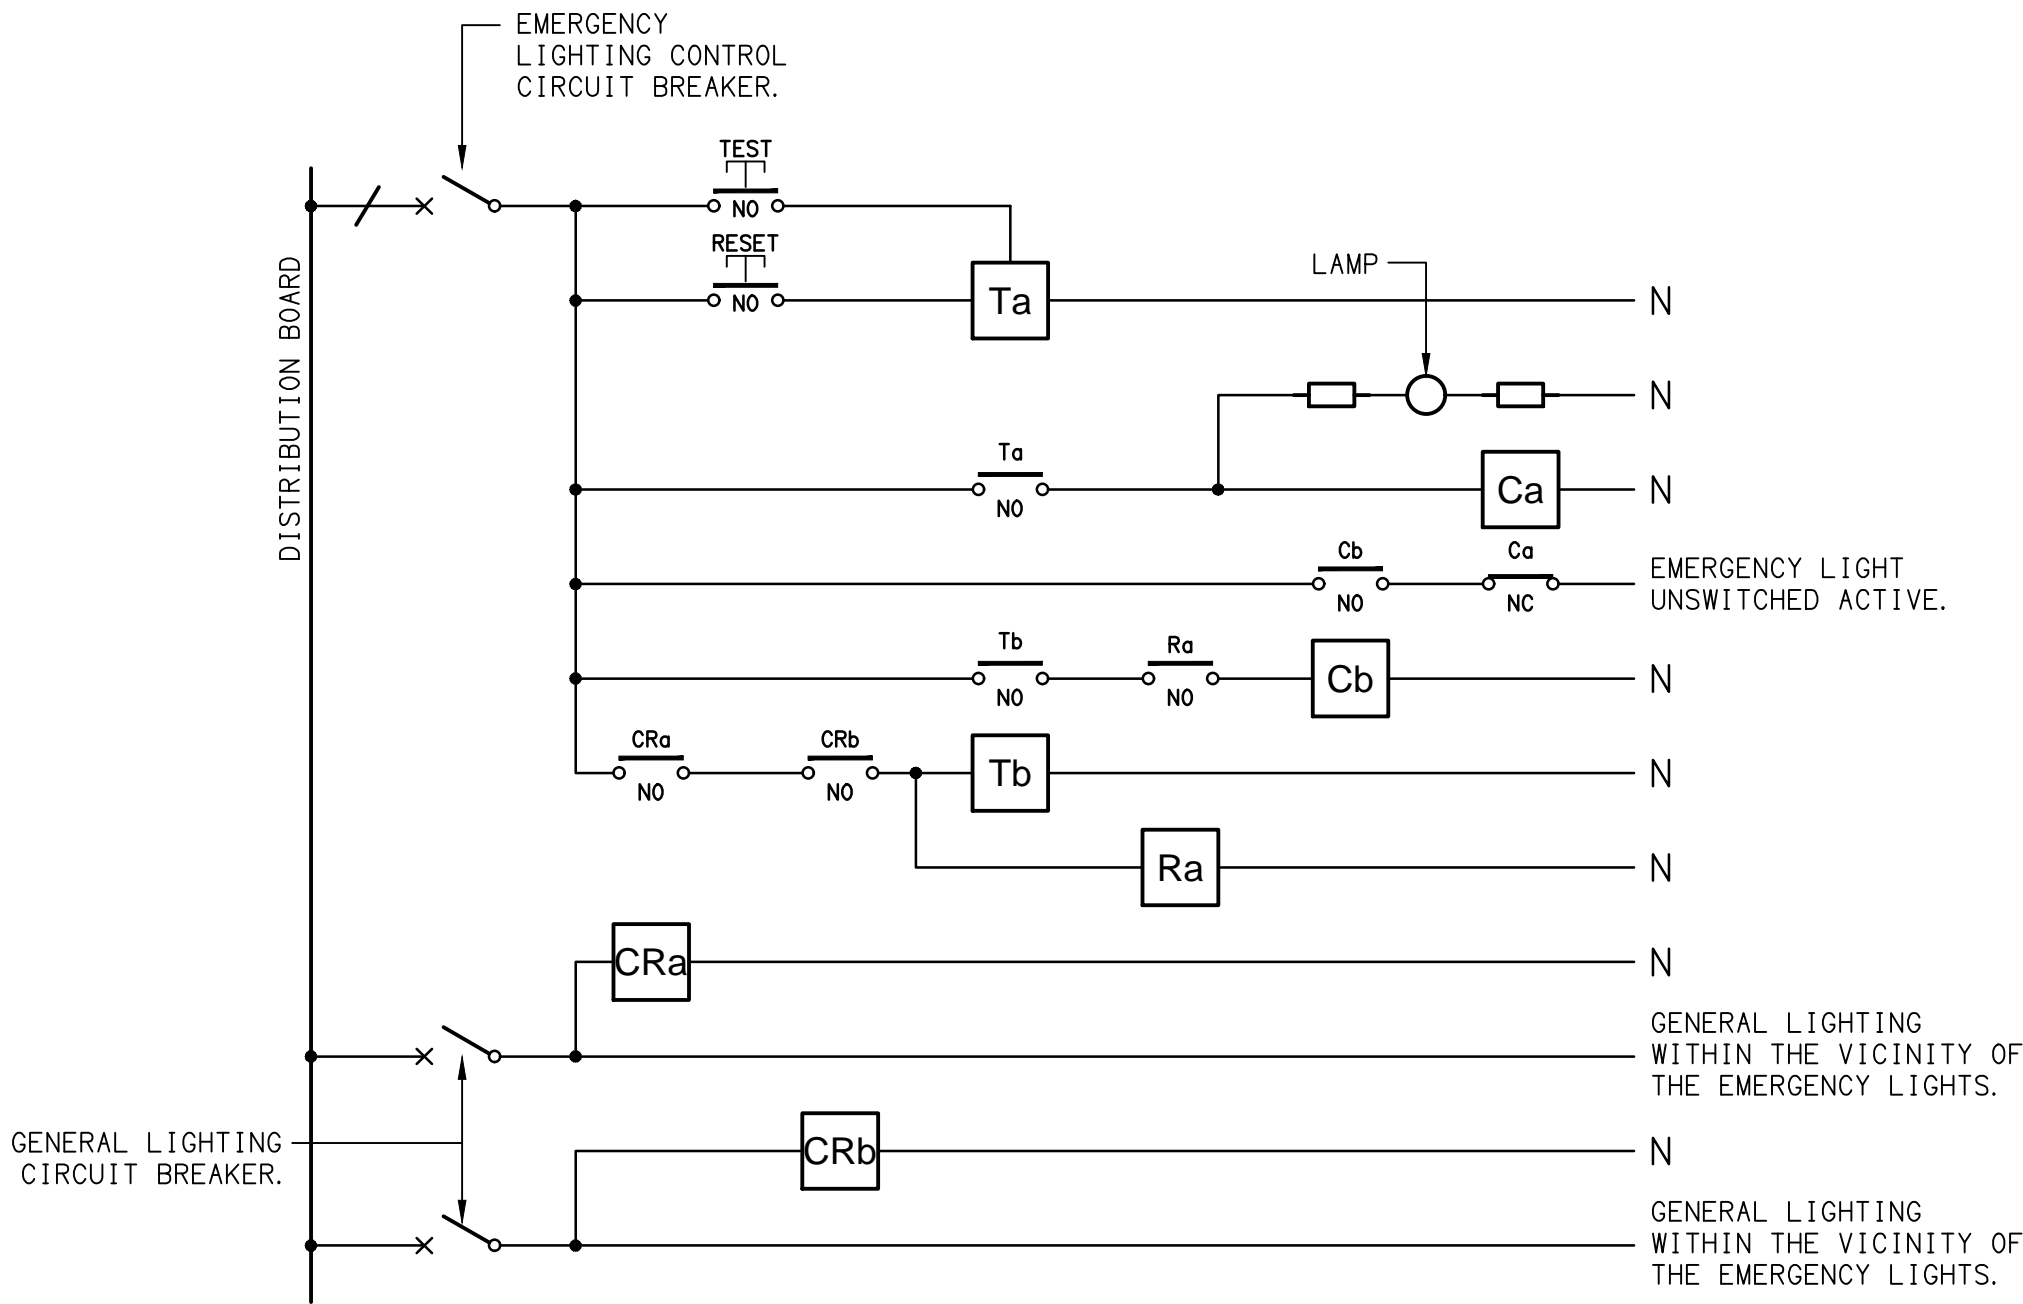 EMERGENCY
LIGHTING CONTROL
CIRCUIT BREAKER.
TEST
NO
RESET
NO
Ta
N
LAMP
N
DISTRIBUTION BOARD
Ta
NO
Ca
N
Cb
NO
Ca
NC
EMERGENCY LIGHT
UNSWITCHED ACTIVE.
Tb
NO
Ra
NO
Cb
N
CRa
NO
CRb
NO
Tb
N
Ra
N
CRa
N
GENERAL LIGHTING
WITHIN THE VICINITY OF
THE EMERGENCY LIGHTS.
GENERAL LIGHTING
CIRCUIT BREAKER.
CRb
N
GENERAL LIGHTING
WITHIN THE VICINITY OF
THE EMERGENCY LIGHTS.